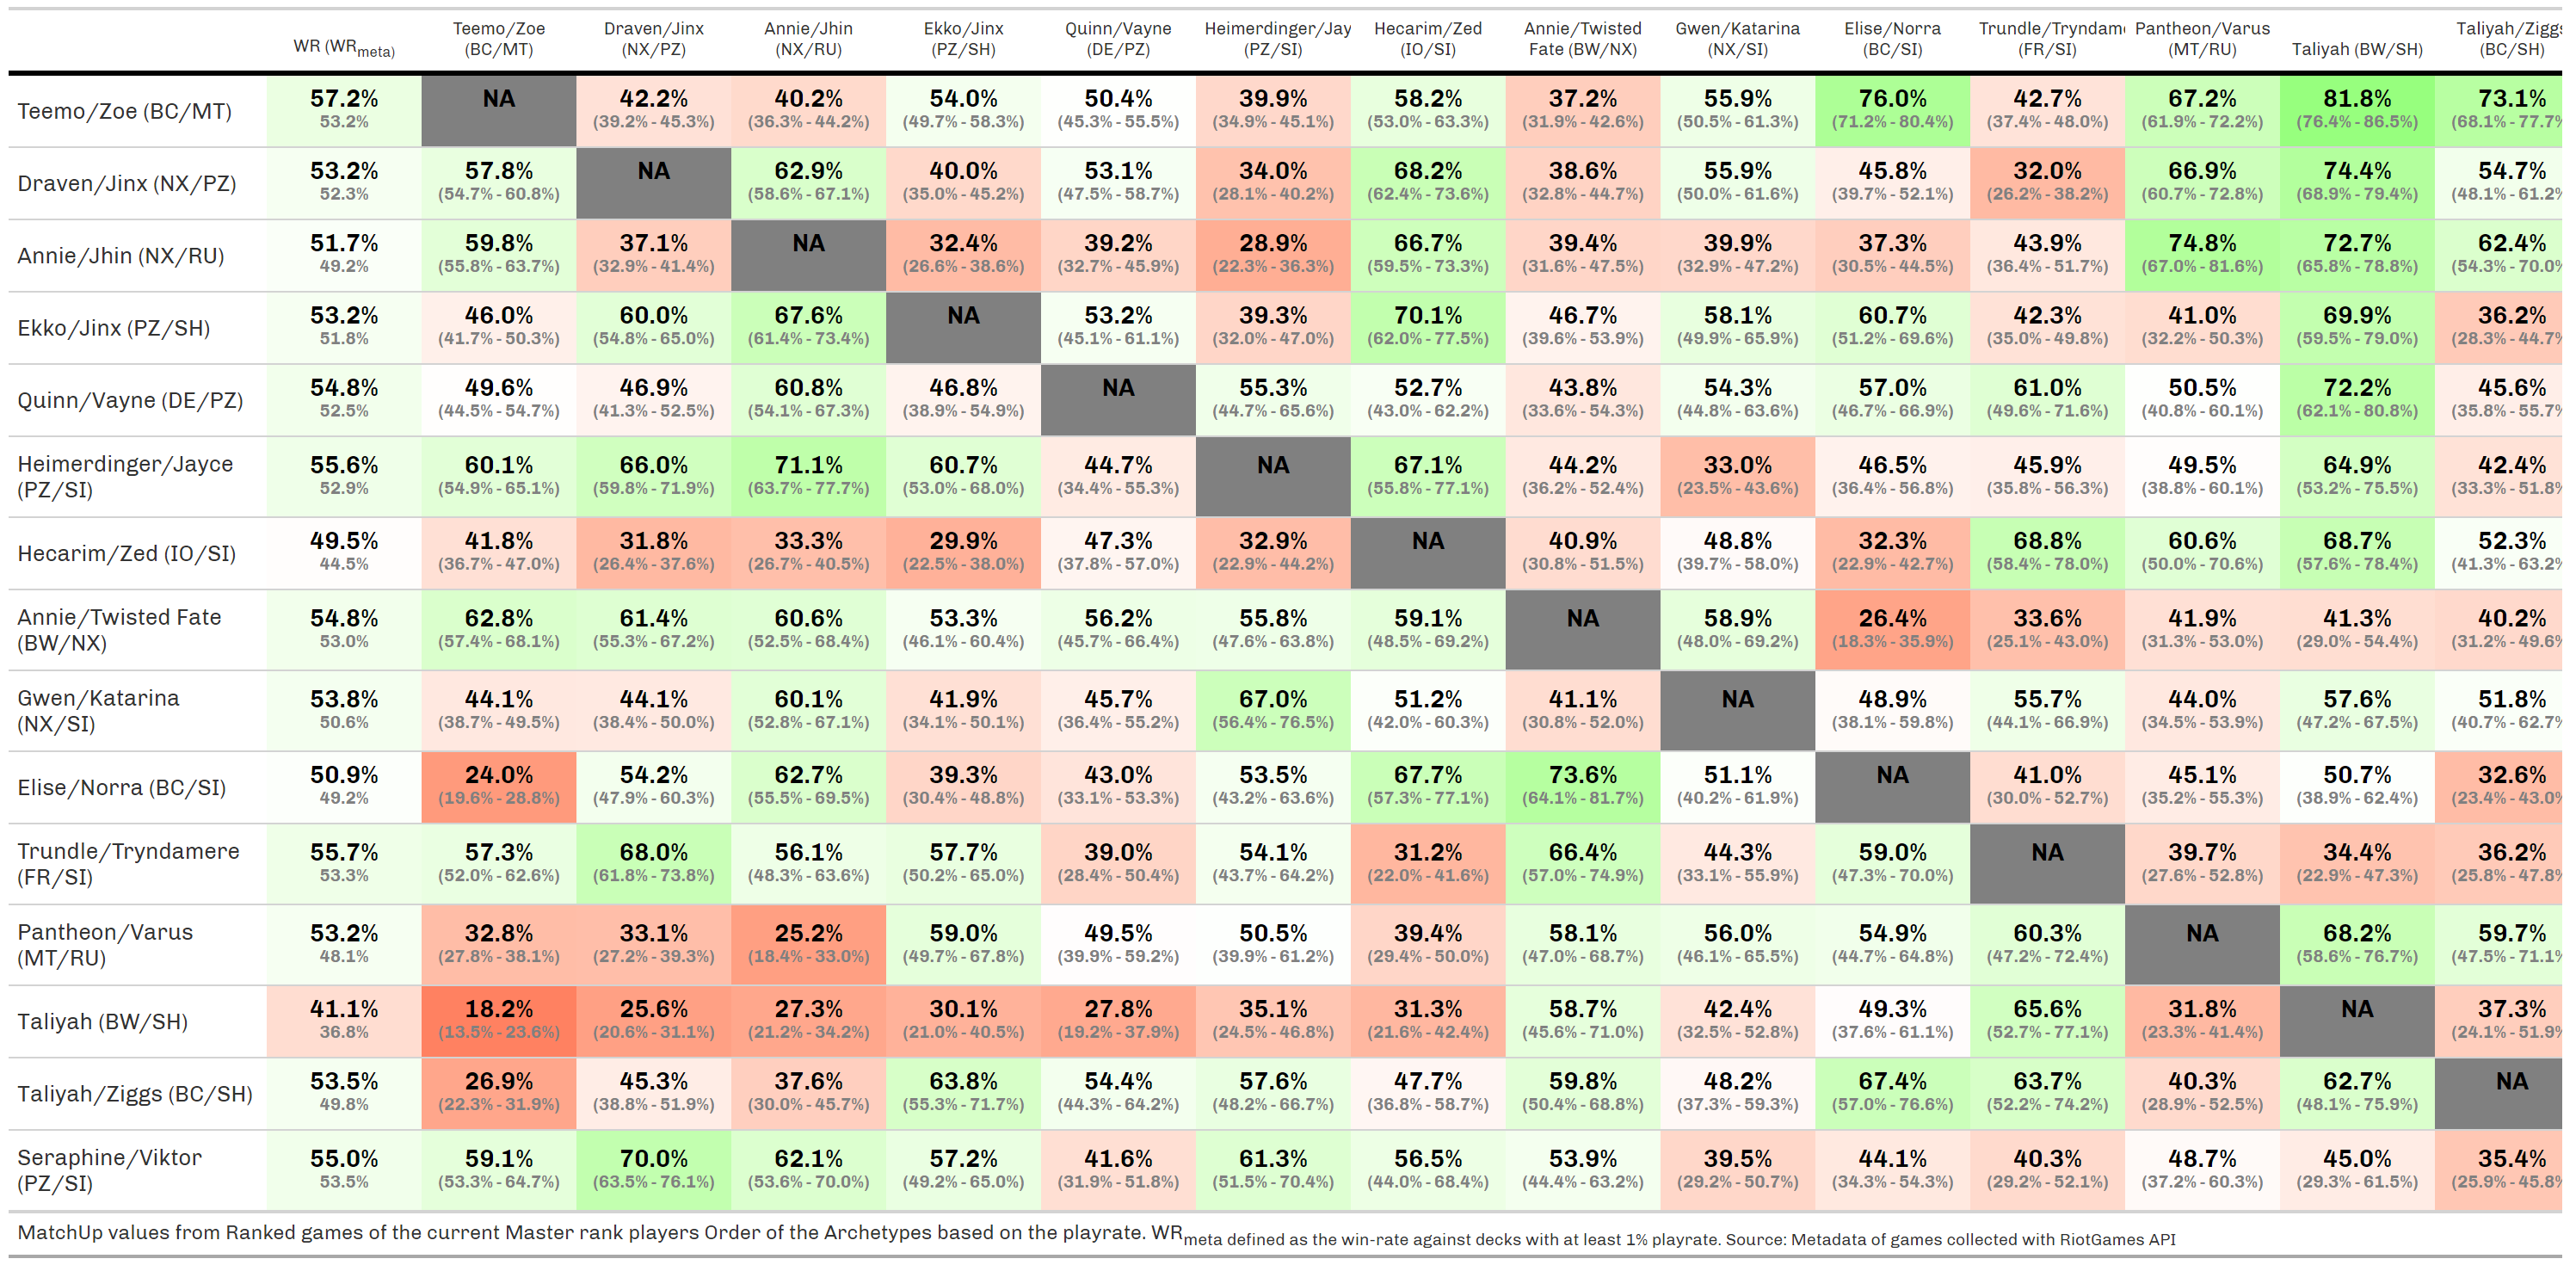 WR (WRmeta) Teemo/Zoe (BC/MT) Draven/Jinx (NX/PZ) Annie/Jhin (NX/RU) Ekko/Jinx (PZ/SH) Quinn/Vayne (DE/PZ) Heimerdinger/Jay (PZ/SI) Hecarim/Zed (IO/SI) Annie/Twisted Fate (BW/NX) Gwen/Katarina (NX/SI) Elise/Norra (BC/SI) Trundle/Tryndame (FR/SI) Pantheon/Varus (MT/RU) Taliyah (BW/SH) Taliyah/Ziggs (BC/SH)
Teemo/Zoe (BC/MT) 57.2% NA 42.2% 40.2% 54.0% 50.4% 39.9% 58.2% 37.2% 55.9% 76.0% 42.7% 67.2% 81.8% 73.1%
53.2% (39.2% - 45.3%) (36.3% - 44.2%) (49.7% - 58.3%) (45.3% - 55.5%) (34.9% - 45.1%) (53.0% - 63.3%) (31.9% - 42.6%) (50.5% - 61.3%) (71.2% - 80.4%) (37.4% - 48.0%) (61.9% - 72.2%) (76.4% - 86.5%) (68.1% - 77.7%
Draven/Jinx (NX/PZ) 53.2% 57.8% NA 62.9% 40.0% 53.1% 34.0% 68.2% 38.6% 55.9% 45.8% 32.0% 66.9% 74.4% 54.7%
52.3% (54.7% - 60.8%) (58.6% - 67.1%) (35.0% - 45.2%) (47.5% - 58.7%) (28.1% - 40.2%) (62.4% - 73.6%) (32.8% - 44.7%) (50.0% - 61.6%) (39.7% - 52.1%) (26.2% - 38.2%) (60.7% - 72.8%) (68.9% - 79.4%) (48.1% - 61.2%
Annie/Jhin (NX/RU) 51.7% 59.8% 37.1% NA 32.4% 39.2% 28.9% 66.7% 39.4% 39.9% 37.3% 43.9% 74.8% 72.7% 62.4%
49.2% (55.8% - 63.7%) (32.9% - 41.4%) (26.6% - 38.6%) (32.7% - 45.9%) (22.3% - 36.3%) (59.5% - 73.3%) (31.6% - 47.5%) (32.9% - 47.2%) (30.5% - 44.5%) (36.4% - 51.7%) (67.0% - 81.6%) (65.8% - 78.8%) (54.3% - 70.0%
Ekko/Jinx (PZ/SH) 53.2% 46.0% 60.0% 67.6% NA 53.2% 39.3% 70.1% 46.7% 58.1% 60.7% 42.3% 41.0% 69.9% 36.2%
51.8% (41.7% - 50.3%) (54.8% - 65.0%) (61.4% - 73.4%) (45.1% - 61.1%) (32.0% - 47.0%) (62.0% - 77.5%) (39.6% - 53.9%) (49.9% - 65.9%) (51.2% - 69.6%) (35.0% - 49.8%) (32.2% - 50.3%) (59.5% - 79.0%) (28.3% - 44.7%
Quinn/Vayne (DE/PZ) 54.8% 49.6% 46.9% 60.8% 46.8% NA 55.3% 52.7% 43.8% 54.3% 57.0% 61.0% 50.5% 72.2% 45.6%
52.5% (44.5% - 54.7%) (41.3% - 52.5%) (54.1% - 67.3%) (38.9% - 54.9%) (44.7% - 65.6%) (43.0% - 62.2%) (33.6% - 54.3%) (44.8% - 63.6%) (46.7% - 66.9%) (49.6% - 71.6%) (40.8% - 60.1%) (62.1% - 80.8%) (35.8% - 55.7%
Heimerdinger/Jayce 55.6% 60.1% 66.0% 71.1% 60.7% 44.7% NA 67.1% 44.2% 33.0% 46.5% 45.9% 49.5% 64.9% 42.4%
(PZ/SI) 52.9% (54.9% - 65.1%) (59.8% - 71.9%) (63.7% - 77.7%) (53.0% - 68.0%) (34.4% - 55.3%) (55.8% - 77.1%) (36.2% - 52.4%) (23.5% - 43.6%) (36.4% - 56.8%) (35.8% - 56.3%) (38.8% - 60.1%) (53.2% - 75.5%) (33.3% - 51.8%
Hecarim/Zed (IO/SI) 49.5% 41.8% 31.8% 33.3% 29.9% 47.3% 32.9% NA 40.9% 48.8% 32.3% 68.8% 60.6% 68.7% 52.3%
44.5% (36.7% - 47.0%) (26.4% - 37.6%) (26.7% - 40.5%) (22.5% - 38.0%) (37.8% - 57.0%) (22.9% - 44.2%) (30.8% - 51.5%) (39.7% - 58.0%) (22.9% - 42.7%) (58.4% - 78.0%) (50.0% - 70.6%) (57.6% - 78.4%) (41.3% - 63.2%
Annie/Twisted Fate 54.8% 62.8% 61.4% 60.6% 53.3% 56.2% 55.8% 59.1% NA 58.9% 26.4% 33.6% 41.9% 41.3% 40.2%
(BW/NX) 53.0% (57.4% - 68.1%) (55.3% - 67.2%) (52.5% - 68.4%) (46.1% - 60.4%) (45.7% - 66.4%) (47.6% - 63.8%) (48.5% - 69.2%) (48.0% - 69.2%) (18.3% - 35.9%) (25.1% - 43.0%) (31.3% - 53.0%) (29.0% - 54.4%) (31.2% - 49.6%
Gwen/Katarina 53.8% 44.1% 44.1% 60.1% 41.9% 45.7% 67.0% 51.2% 41.1% NA 48.9% 55.7% 44.0% 57.6% 51.8%
(NX/SI) 50.6% (38.7% - 49.5%) (38.4% - 50.0%) (52.8% - 67.1%) (34.1% - 50.1%) (36.4% - 55.2%) (56.4% - 76.5%) (42.0% - 60.3%) (30.8% - 52.0%) (38.1% - 59.8%) (44.1% - 66.9%) (34.5% - 53.9%) (47.2% - 67.5%) (40.7% - 62.7%
Elise/Norra (BC/SI) 50.9% 24.0% 54.2% 62.7% 39.3% 43.0% 53.5% 67.7% 73.6% 51.1% NA 41.0% 45.1% 50.7% 32.6%
49.2% (19.6% - 28.8%) (47.9% - 60.3%) (55.5% - 69.5%) (30.4% - 48.8%) (33.1% - 53.3%) (43.2% - 63.6%) (57.3% - 77.1%) (64.1% - 81.7%) (40.2% - 61.9%) (30.0% - 52.7%) (35.2% - 55.3%) (38.9% - 62.4%) (23.4% - 43.0%
Trundle/Tryndamere 55.7% 57.3% 68.0% 56.1% 57.7% 39.0% 54.1% 31.2% 66.4% 44.3% 59.0% NA 39.7% 34.4% 36.2%
(FR/SI) 53.3% (52.0% - 62.6%) (61.8% - 73.8%) (48.3% - 63.6%) (50.2% - 65.0%) (28.4% - 50.4%) (43.7% - 64.2%) (22.0% - 41.6%) (57.0% - 74.9%) (33.1% - 55.9%) (47.3% - 70.0%) (27.6% - 52.8%) (22.9% - 47.3%) (25.8% - 47.8%
Pantheon/Varus 53.2% 32.8% 33.1% 25.2% 59.0% 49.5% 50.5% 39.4% 58.1% 56.0% 54.9% 60.3% NA 68.2% 59.7%
(MT/RU) 48.1% (27.8% - 38.1%) (27.2% - 39.3%) (18.4% - 33.0%) (49.7% - 67.8%) (39.9% - 59.2%) (39.9% - 61.2%) (29.4% - 50.0%) (47.0% - 68.7%) (46.1% - 65.5%) (44.7% - 64.8%) (47.2% - 72.4%) (58.6% - 76.7%) (47.5% - 71.1%
Taliyah (BW/SH) 41.1% 18.2% 25.6% 27.3% 30.1% 27.8% 35.1% 31.3% 58.7% 42.4% 49.3% 65.6% 31.8% NA 37.3%
36.8% (13.5% - 23.6%) (20.6% - 31.1%) (21.2% - 34.2%) (21.0% - 40.5%) (19.2% - 37.9%) (24.5% - 46.8%) (21.6% - 42.4%) (45.6% - 71.0%) (32.5% - 52.8%) (37.6% - 61.1%) (52.7% - 77.1%) (23.3% - 41.4%) (24.1% - 51.9%
Taliyah/Ziggs (BC/SH) 53.5% 26.9% 45.3% 37.6% 63.8% 54.4% 57.6% 47.7% 59.8% 48.2% 67.4% 63.7% 40.3% 62.7% NA
49.8% (22.3% - 31.9%) (38.8% - 51.9%) (30.0% - 45.7%) (55.3% - 71.7%) (44.3% - 64.2%) (48.2% - 66.7%) (36.8% - 58.7%) (50.4% - 68.8%) (37.3% - 59.3%) (57.0% - 76.6%) (52.2% - 74.2%) (28.9% - 52.5%) (48.1% - 75.9%)
Seraphine/Viktor 55.0% 59.1% 70.0% 62.1% 57.2% 41.6% 61.3% 56.5% 53.9% 39.5% 44.1% 40.3% 48.7% 45.0% 35.4%
(PZ/SI) 53.5% (53.3% - 64.7%) (63.5% - 76.1%) (53.6% - 70.0%) (49.2% - 65.0%) (31.9% - 51.8%) (51.5% - 70.4%) (44.0% - 68.4%) (44.4% - 63.2%) (29.2% - 50.7%) (34.3% - 54.3%) (29.2% - 52.1%) (37.2% - 60.3%) (29.3% - 61.5%) (25.9% - 45.8%
MatchUp values from Ranked games of the current Master rank players Order of the Archetypes based on the playrate. WRmeta defined as the win-rate against decks with at least 1% playrate. Source: Metadata of games collected with RiotGames API